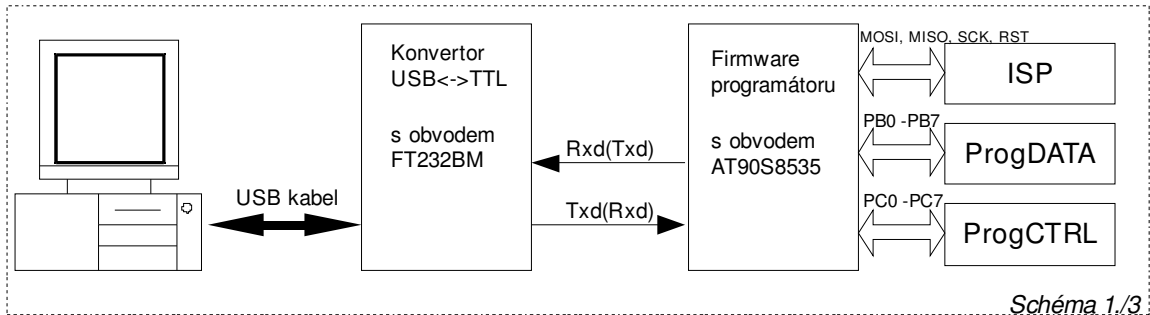 USB kabel
Konvertor
USB<->TTL
s obvodem
FT232BM
Rxd(Txd)
Txd(Rxd)
Firmware
programátoru
s obvodem
AT90S8535
MOSI, MISO, SCK, RST
ISP
PB0 -PB7
ProgDATA
PC0 -PC7
ProgCTRL
Schéma 1./3